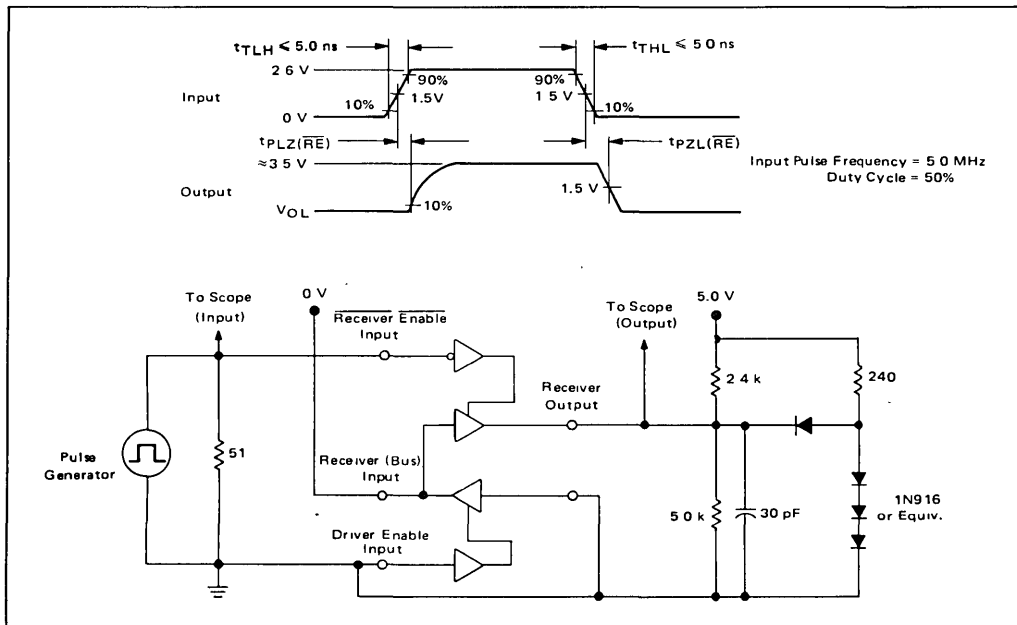 tTLH ≤ 5.0 ns
tTHL ≤ 5 0 ns
2 6 V
90%
90%
Input
1.5V
1 5 V
10%
10%
0 V
tPLZ(RE)
tPZL(RE)
≈3 5 V
Input Pulse Frequency = 5 0 MHz
Duty Cycle = 50%
Output
1.5 V
VOL
10%
To Scope
(Input)
0 V
Receiver Enable
Input
To Scope
(Output)
5.0 V
2 4 k
240
Receiver
Output
Pulse
Generator
51
Receiver (Bus)
Input
5 0 k
30 pF
1N916
or Equiv.
Driver Enable
Input